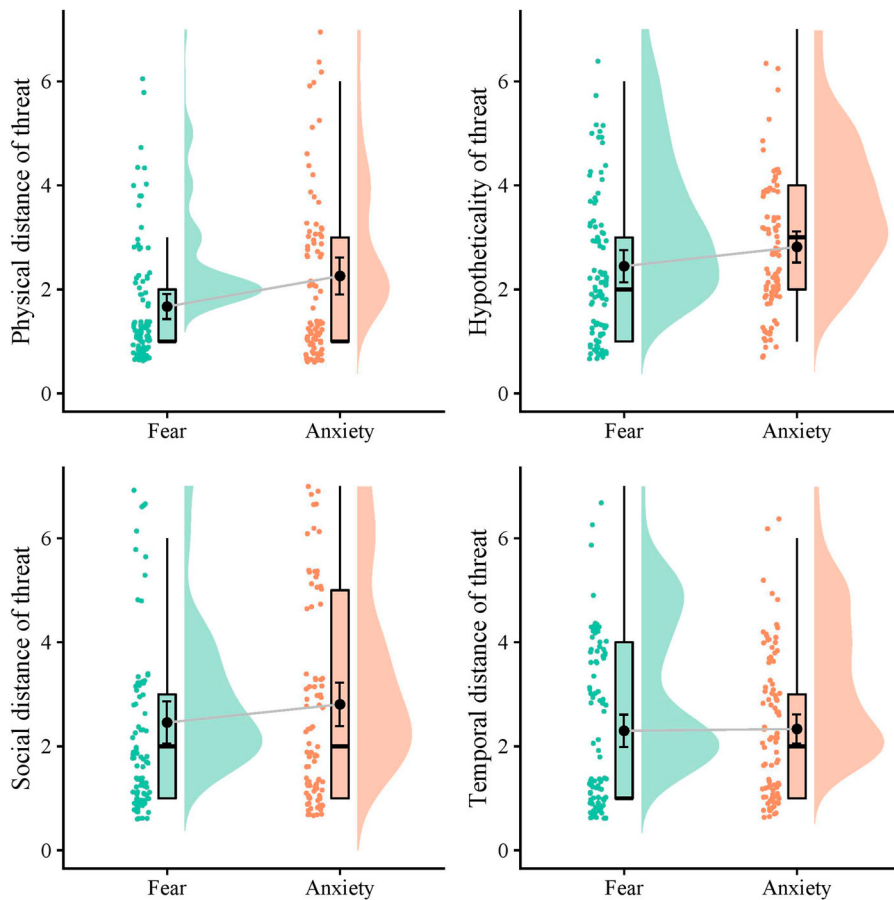 Physical distance of threat
6
4
2
0
Fear Anxiety
Hypotheticality of threat
6
4
2
0
Fear Anxiety
Social distance of threat
6
4
2
0
Fear Anxiety
Temporal distance of threat
6
4
2
0
Fear Anxiety